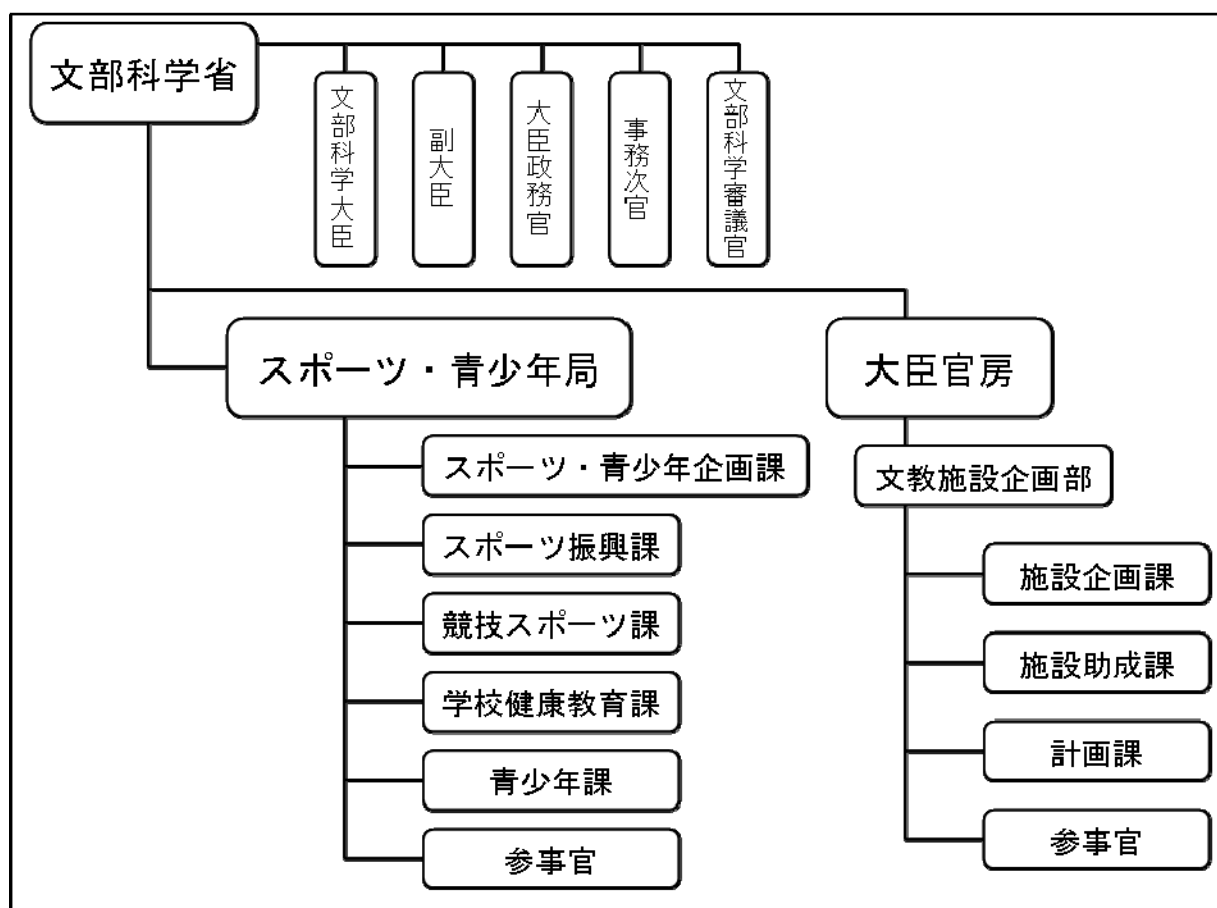 文部科学省
文部科学大臣
副大臣
大臣政務官
事務次官
文部科学審議官
スポーツ・青少年局
スポーツ・青少年企画課
スポーツ振興課
競技スポーツ課
学校健康教育課
青少年課
参事官
大臣官房
文教施設企画部
施設企画課
施設助成課
計画課
参事官